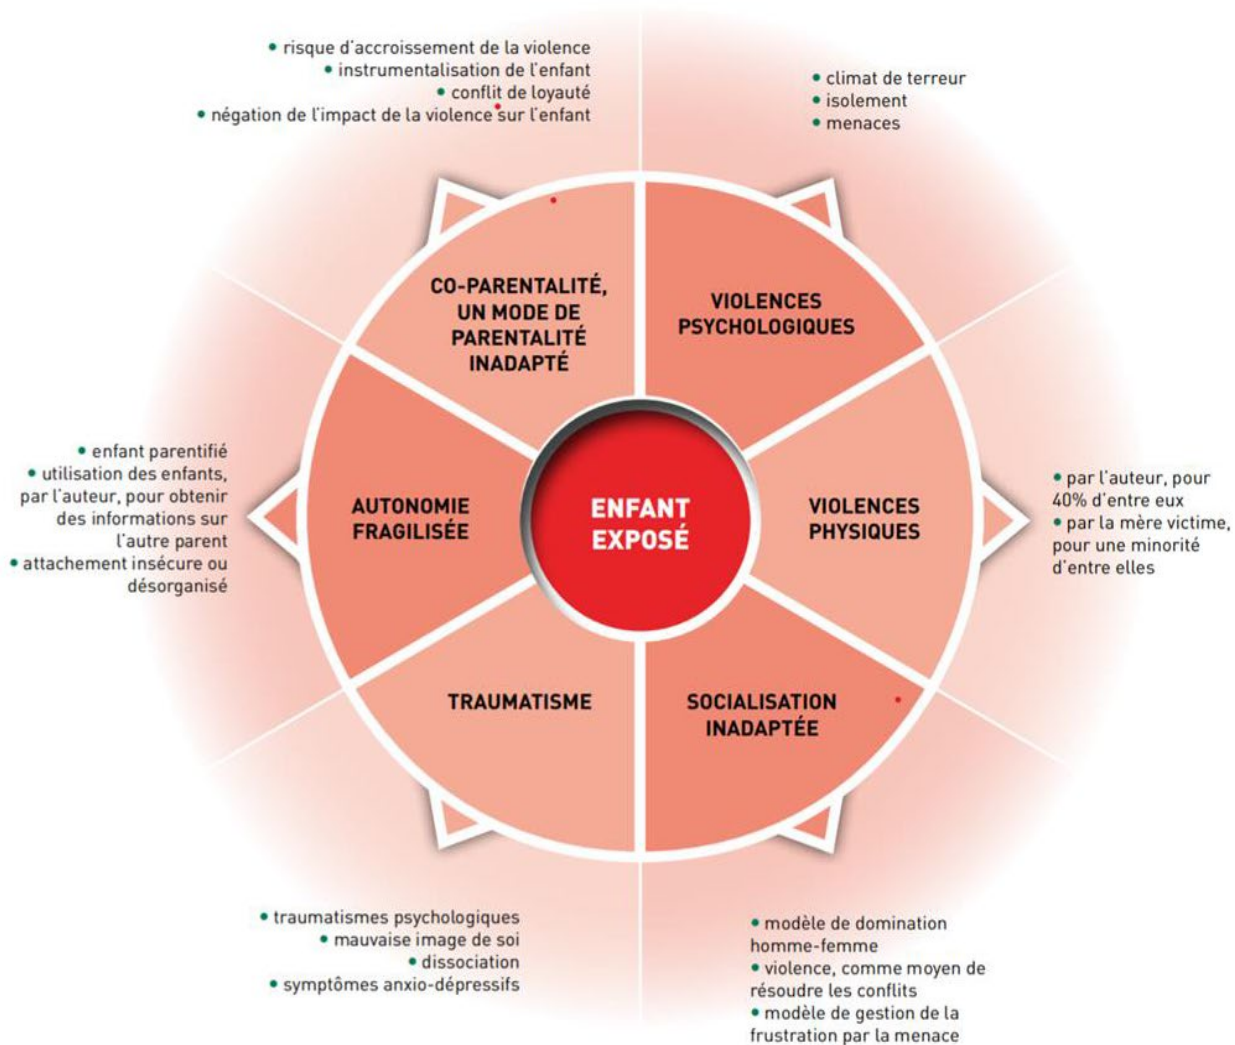 • risque d'accroissement de la violence
• instrumentalisation de l'enfant
• conflit de loyauté
• négation de l'impact de la violence sur l'enfant
• climat de terreur
• isolement
• menaces
CO-PARENTALITÉ,
UN MODE DE
PARENTALITÉ
INADAPTÉ
VIOLENCES
PSYCHOLOGIQUES
• enfant parentifié
• utilisation des enfants,
par l'auteur, pour obtenir
des informations sur
l'autre parent
• attachement insécure ou
désorganisé
AUTONOMIE
FRAGILISÉE
ENFANT
EXPOSÉ
VIOLENCES
PHYSIQUES
• par l'auteur, pour
40% d'entre eux
• par la mère victime,
pour une minorité
d'entre elles
TRAUMATISME
SOCIALISATION
INADAPTÉE
• traumatismes psychologiques
• mauvaise image de soi
• dissociation
• symptômes anxio-dépressifs
• modèle de domination
homme-femme
• violence, comme moyen de
résoudre les conflits
• modèle de gestion de la
frustration par la menace